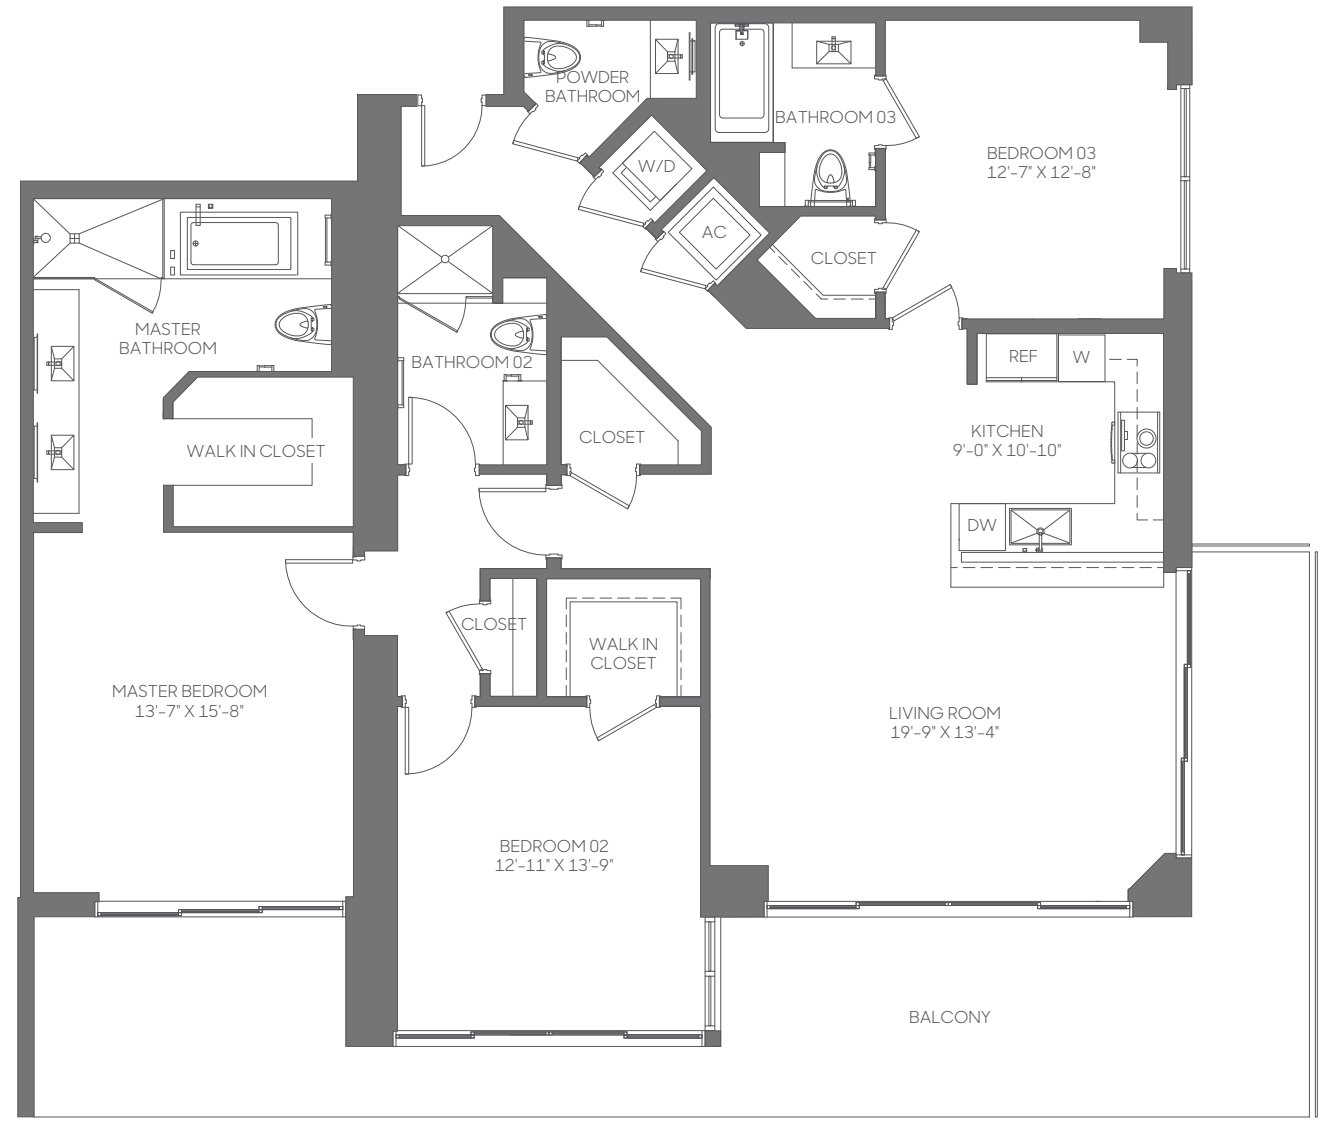 POWDER
BATHROOM
BATHROOM 03
BEDROOM 03
12'-7" X 12'-8"
W/D
AC
CLOSET
MASTER
BATHROOM
BATHROOM 02
REF
W
WALK IN CLOSET
CLOSET
KITCHEN
9'-0" X 10'-10"
DW
CLOSET
WALK IN
CLOSET
MASTER BEDROOM
13'-7" X 15'-8"
LIVING ROOM
19'-9" X 13'-4"
BEDROOM 02
12'-11" X 13'-9"
BALCONY